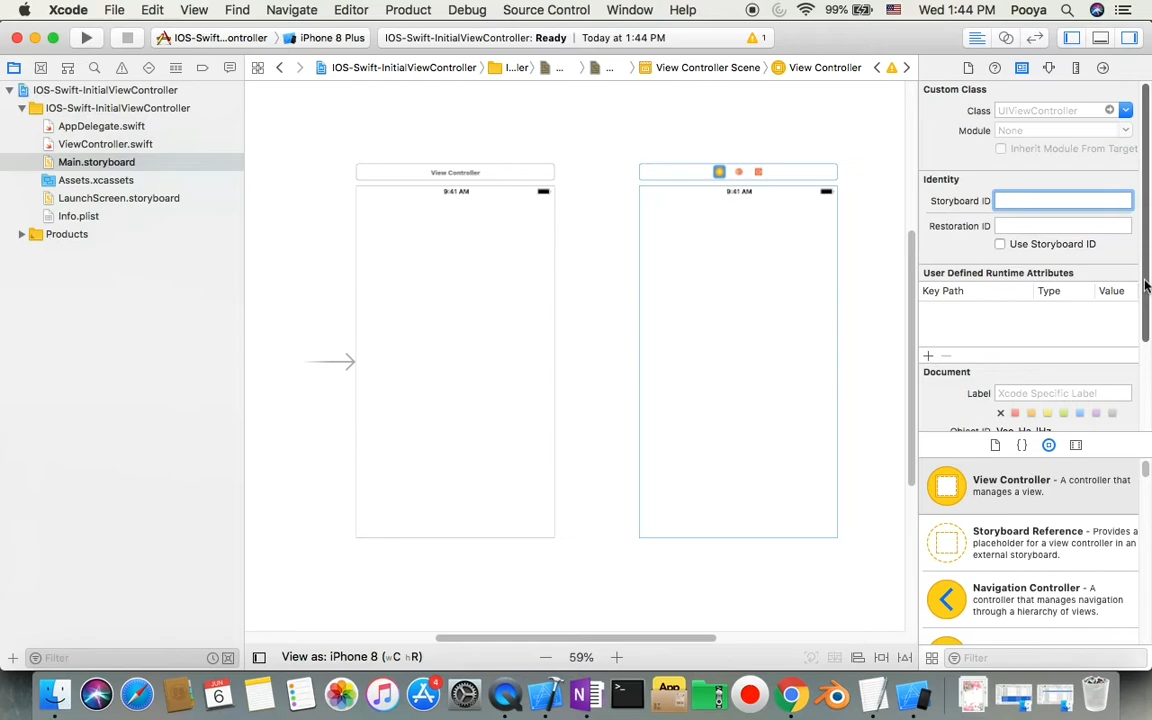 Xcode File Edit View Find Navigate Editor Product Debug Source Control Window Help 99% Wed 1:44 PM Pooya
IOS-Swift...ontroller iPhone 8 Plus IOS-Swift-InitialViewController: Ready Today at 1:44 PM 1
IOS-Swift-InitialViewController I...ler ... ... View Controller Scene View Controller
IOS-Swift-InitialViewController
IOS-Swift-InitialViewController
AppDelegate.swift
ViewController.swift
Main.storyboard
Assets.xcassets
LaunchScreen.storyboard
Info.plist
Products
View Controller
9:41 AM
9:41 AM
Custom Class
Class UIViewController
Module None
Inherit Module From Target
Identity
Storyboard ID
Restoration ID
Use Storyboard ID
User Defined Runtime Attributes
Key Path Type Value
Document
Label Xcode Specific Label
View Controller - A controller that
manages a view.
Storyboard Reference - Provides a
placeholder for a view controller in an
external storyboard.
Navigation Controller - A
controller that manages navigation
through a hierarchy of views.
Filter
View as: iPhone 8 (wC hR)
59%
Filter
JUN
6
App
4